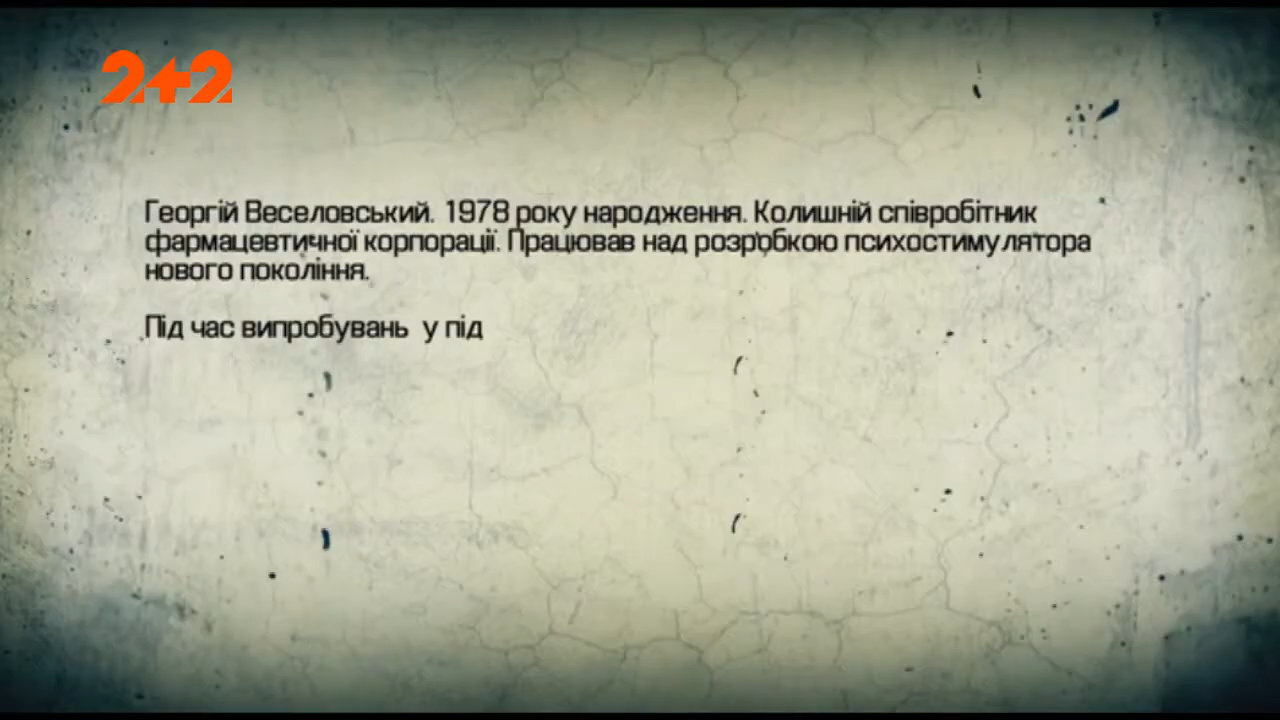 2+2
Георгій Веселовський. 1978 року народження. Колишній співробітник
фармацевтичної корпорації. Працював над розробкою психостимулятора
нового покоління.
Під час випробувань у під